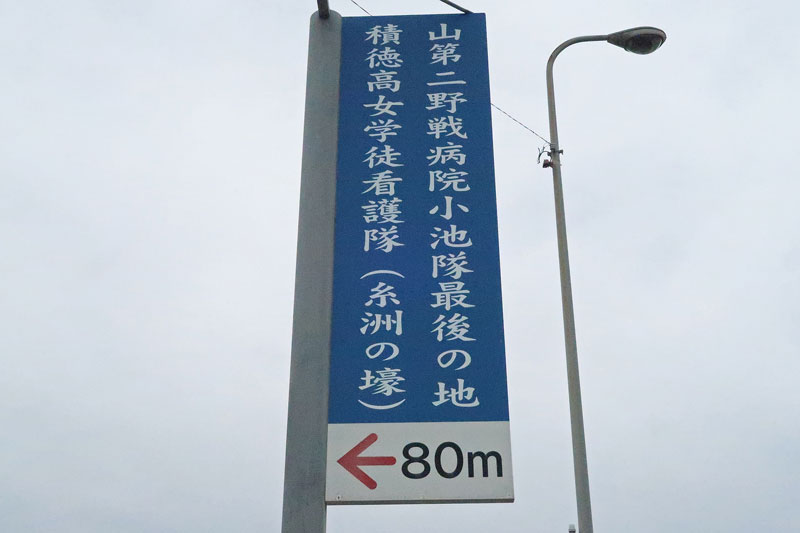 山第二野戦病院小池隊最後の地
積徳高女学徒看護隊（糸洲の壕）
←80m